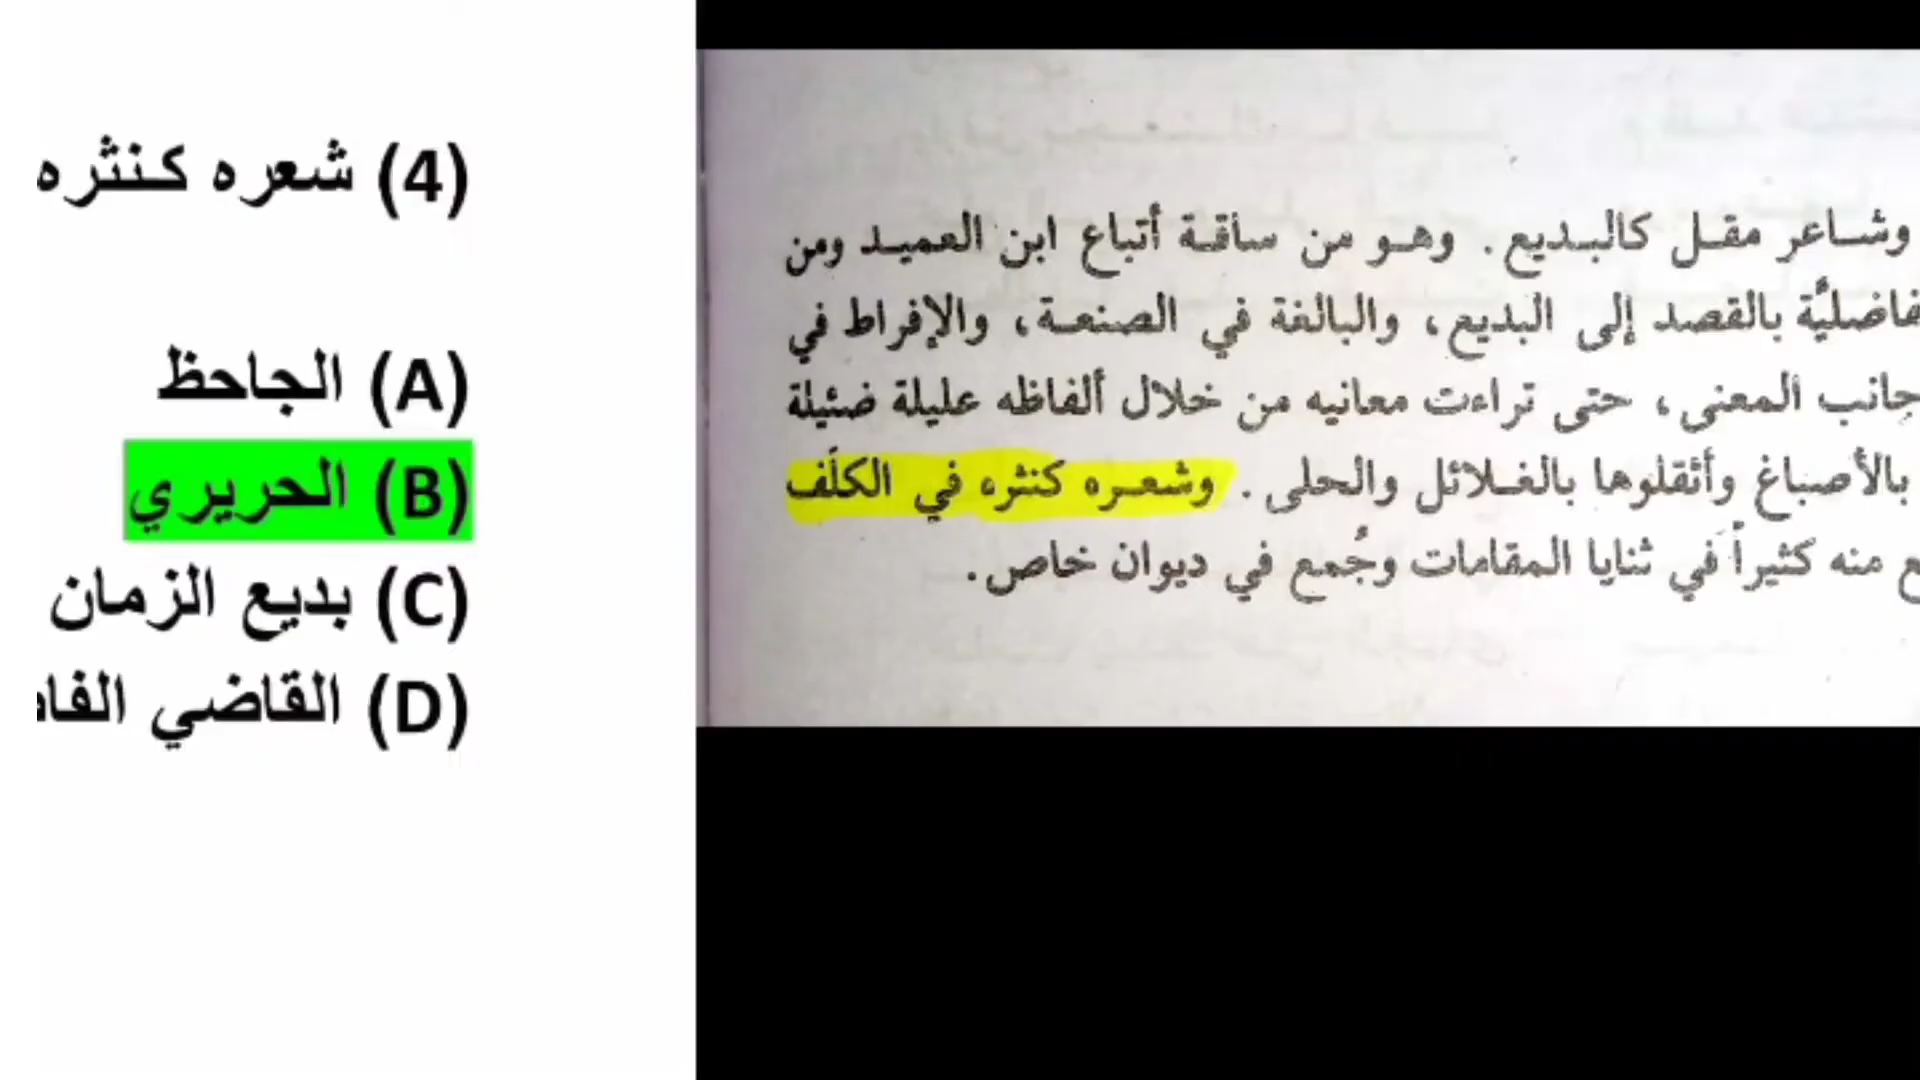 (4) شعره كنثره
(A) الجاحظ
(B) الحريري
(C) بديع الزمان
(D) القاضي
وشاعر مقل كالبديع. وهو من ساقة أتباع ابن العميد ومن
بالقصد إلى البديع، والبالغة في الصنعة، والإفراط في
جانب المعنى، حتى تراءت معانيه من خلال ألفاظه عليلة ضئيلة
بالأصباغ وأثقلوها بالغلائل والحلى. وشعره كنثره في الكلَف
منه كثيراً في ثنايا المقامات وجُمع في ديوان خاص.